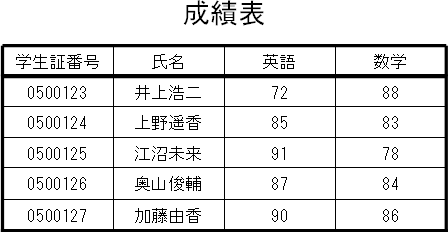 成績表
学生証番号 氏名 英語 数学
0500123 井上浩二 72 88
0500124 上野遥香 85 83
0500125 江沼未来 91 78
0500126 奥山俊輔 87 84
0500127 加藤由香 90 86